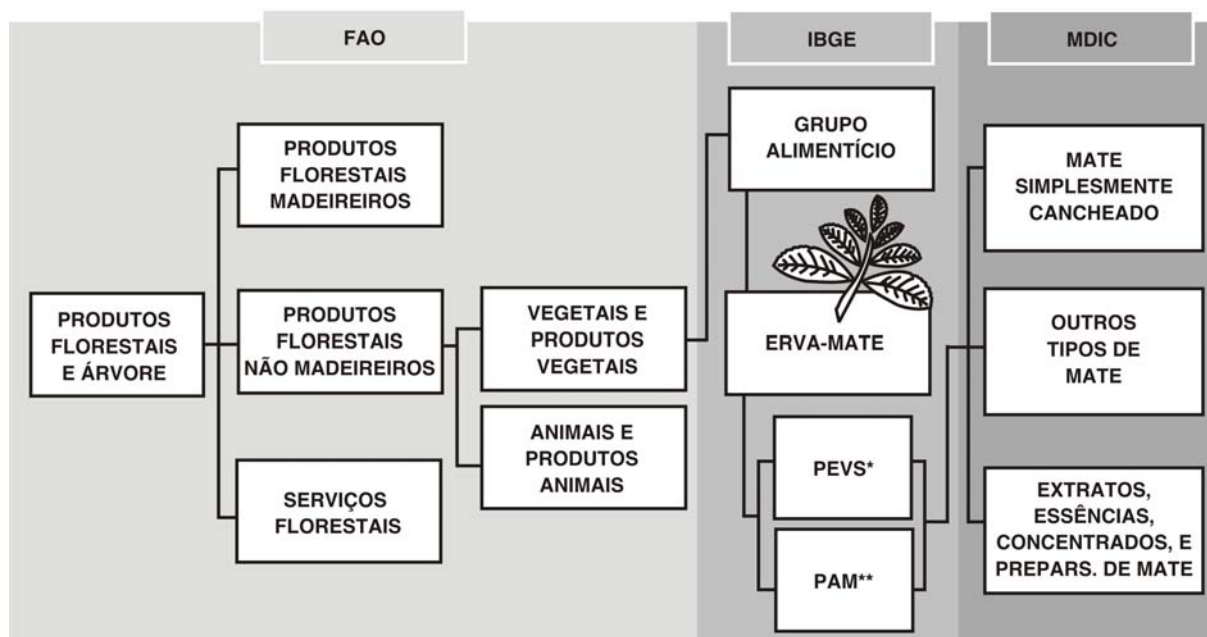 FAO
IBGE
MDIC
PRODUTOS
FLORESTAIS
E ÁRVORE
PRODUTOS
FLORESTAIS
MADEIREIROS
PRODUTOS
FLORESTAIS
NÃO MADEIREIROS
SERVIÇOS
FLORESTAIS
VEGETAIS E
PRODUTOS
VEGETAIS
ANIMAIS E
PRODUTOS
ANIMAIS
GRUPO
ALIMENTÍCIO
ERVA-MATE
PEVS*
PAM**
MATE
SIMPLESMENTE
CANCHEADO
OUTROS
TIPOS DE
MATE
EXTRATOS,
ESSÊNCIAS,
CONCENTRADOS, E
PREPARS. DE MATE